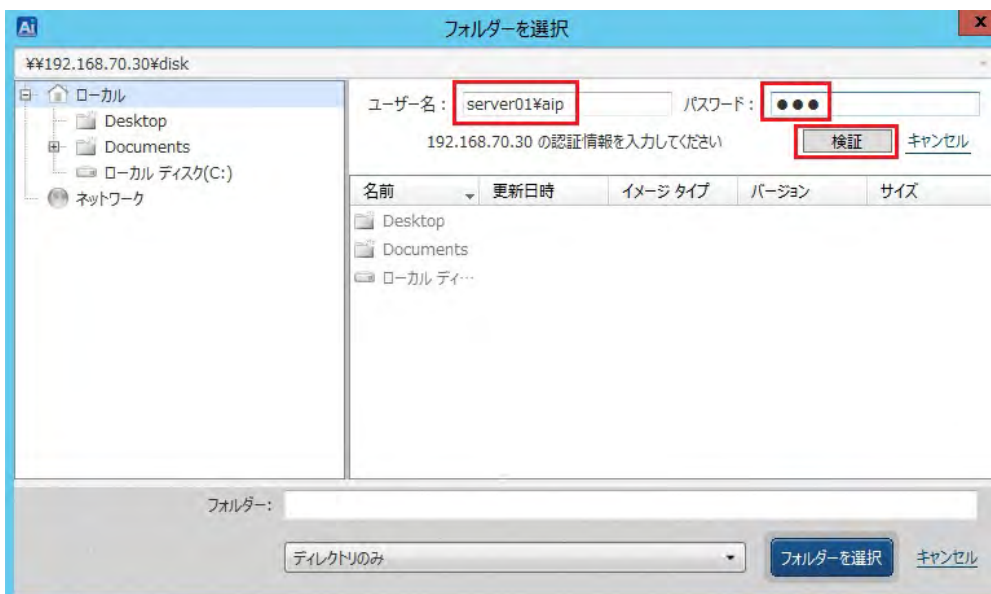 Ai
フォルダーを選択
x
¥¥192.168.70.30¥disk
ローカル
Desktop
Documents
ローカル ディスク(C:)
ネットワーク
ユーザー名: server01¥aip パスワード: ●●●
192.168.70.30 の認証情報を入力してください 検証 キャンセル
名前 更新日時 イメージ タイプ バージョン サイズ
Desktop
Documents
ローカル ディ…
フォルダー:
ディレクトリのみ フォルダーを選択 キャンセル